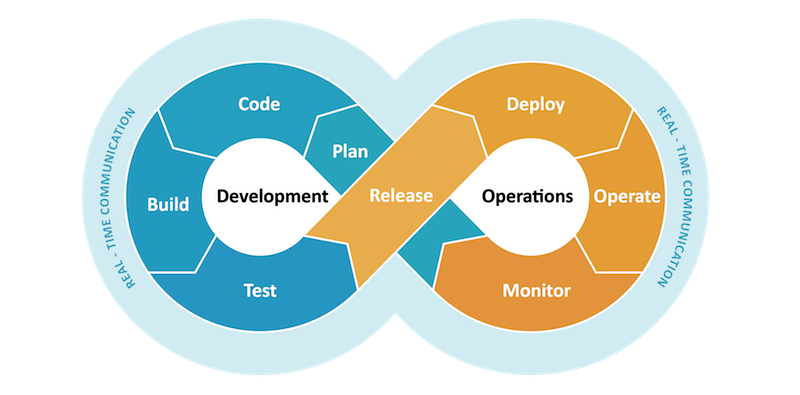 Code
Plan
Build
Development
Test
Release
Deploy
Operations
Operate
Monitor
REAL - TIME COMMUNICATION
REAL - TIME COMMUNICATION